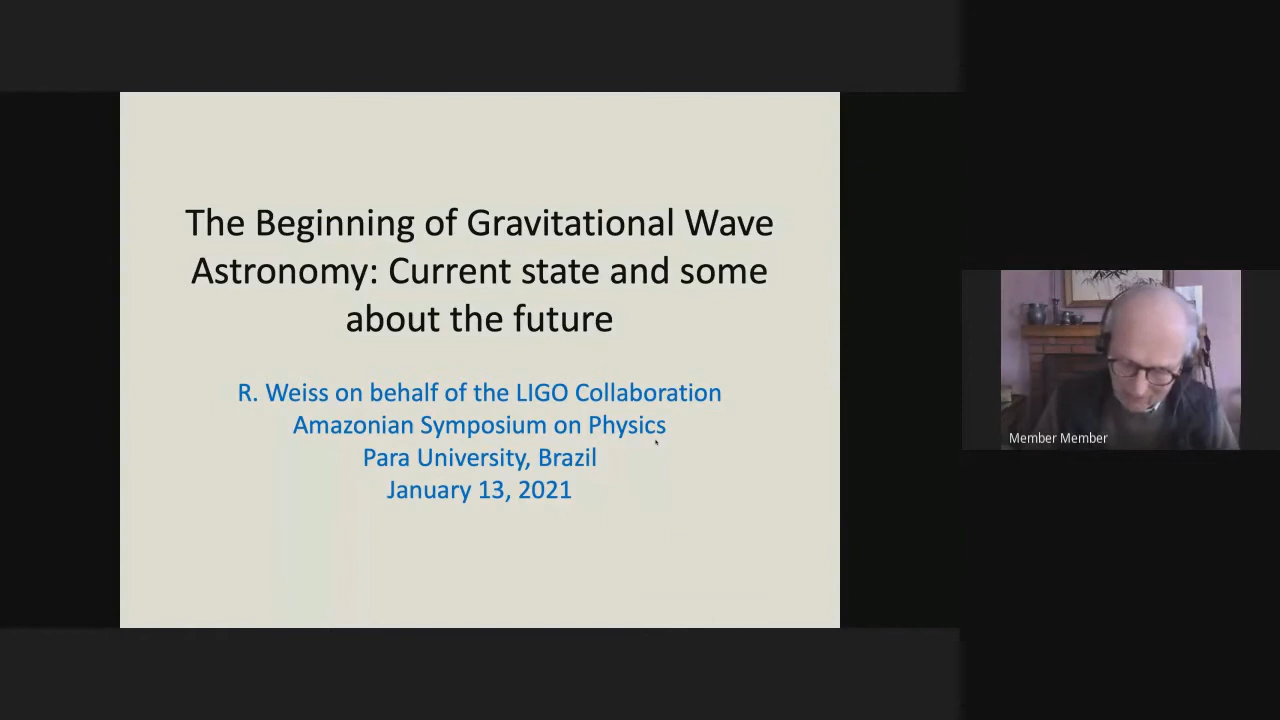 The Beginning of Gravitational Wave
Astronomy: Current state and some
about the future
R. Weiss on behalf of the LIGO Collaboration
Amazonian Symposium on Physics
Para University, Brazil
January 13, 2021
Member Member